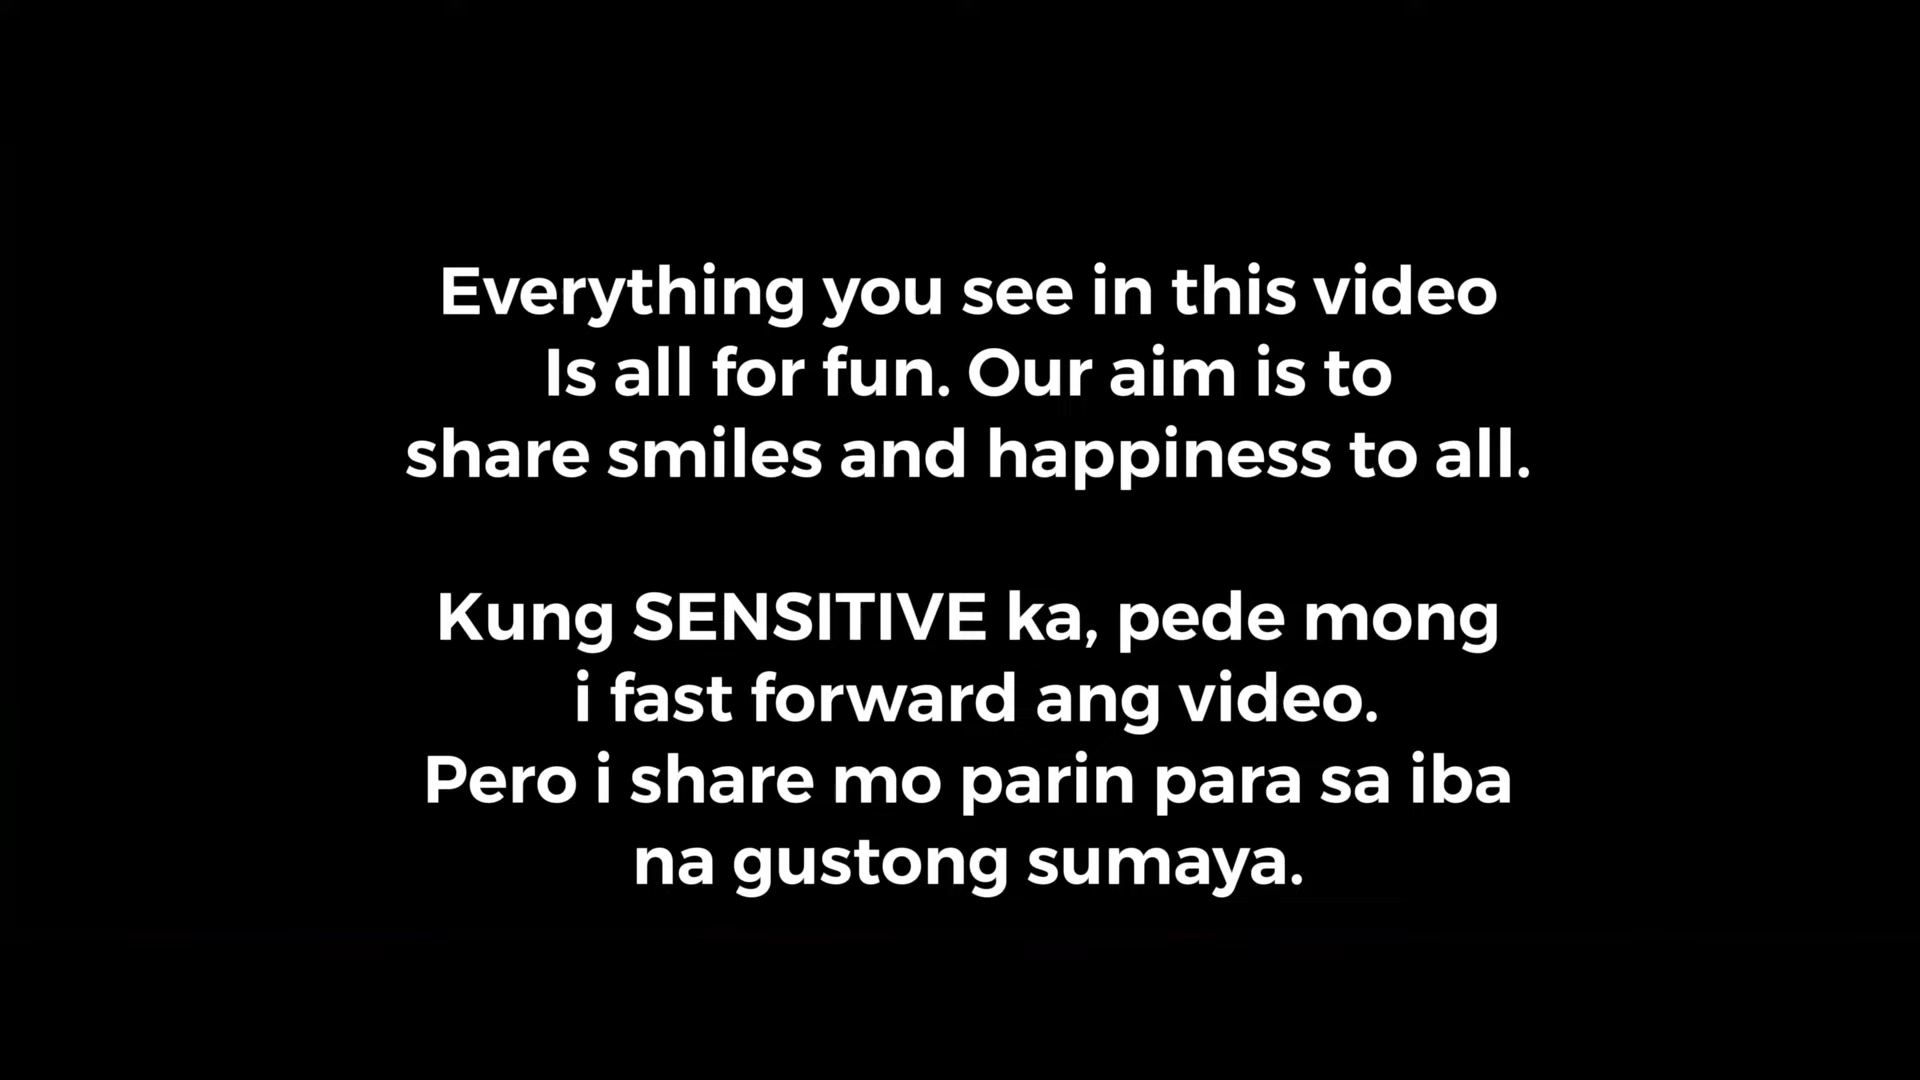 Everything you see in this video
Is all for fun. Our aim is to
share smiles and happiness to all.
Kung SENSITIVE ka, pede mong
i fast forward ang video.
Pero i share mo parin para sa iba
na gustong sumaya.